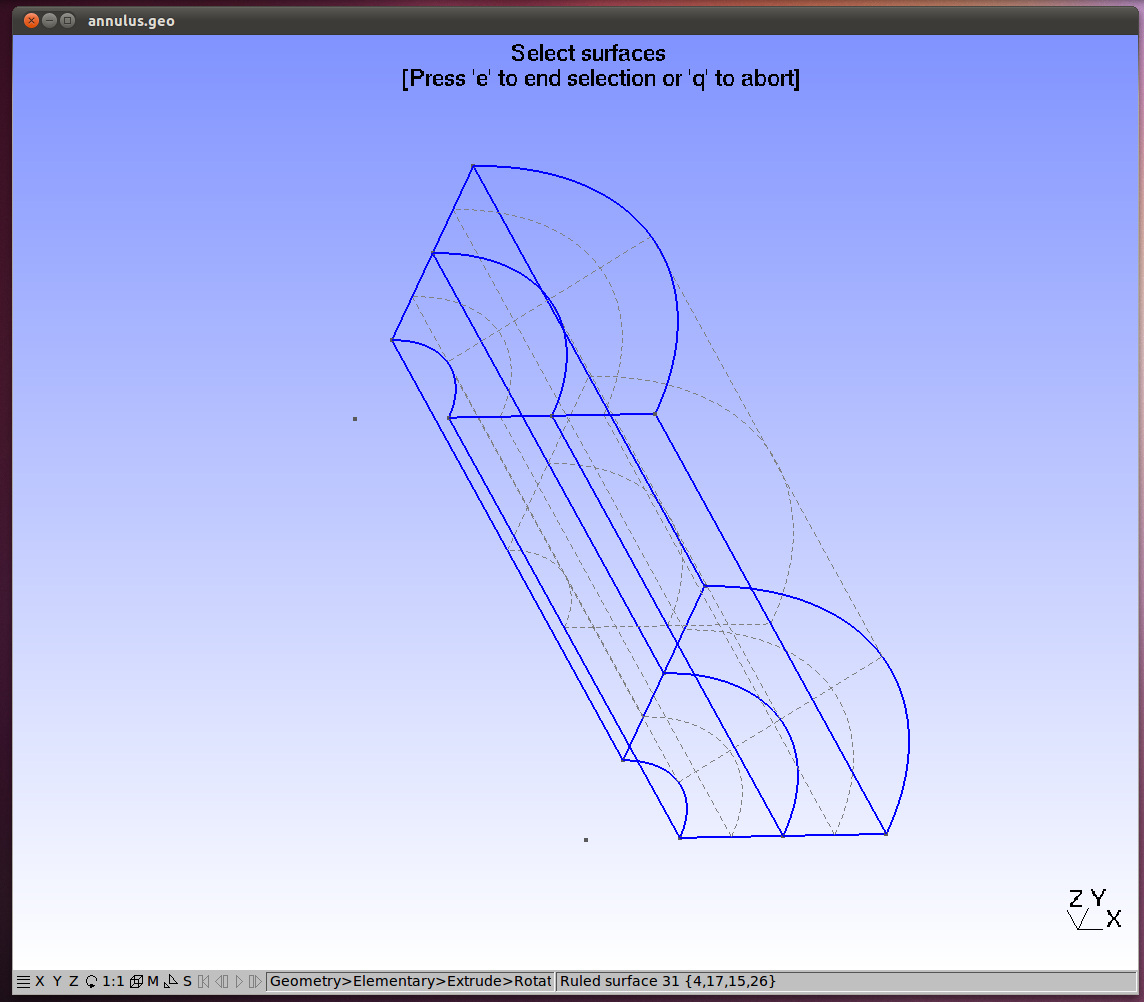 annulus.geo
Select surfaces
[Press 'e' to end selection or 'q' to abort]
Z Y
X
X Y Z 1:1 M S Geometry>Elementary>Extrude>Rotat Ruled surface 31 {4,17,15,26}